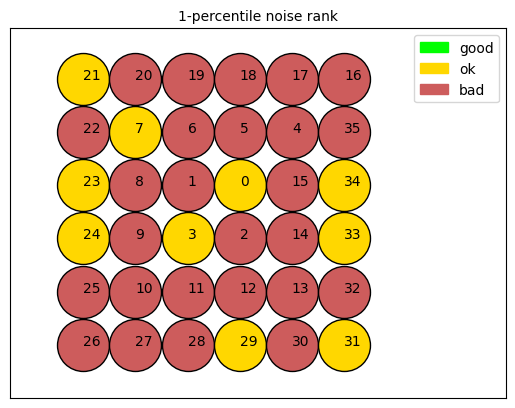 1-percentile noise rank
good
ok
bad
21 20 19 18 17 16
22 7 6 5 4 35
23 8 1 0 15 34
24 9 3 2 14 33
25 10 11 12 13 32
26 27 28 29 30 31